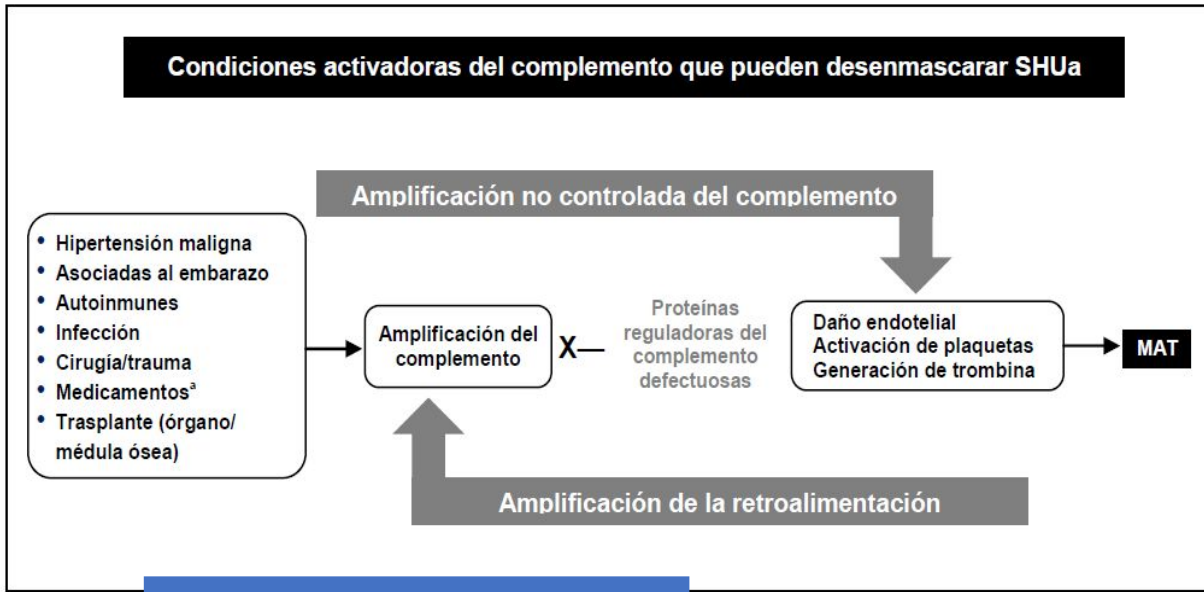 Condiciones activadoras del complemento que pueden desenmascarar SHUa
Amplificación no controlada del complemento
• Hipertensión maligna
• Asociadas al embarazo
• Autoinmunes
• Infección
• Cirugía/trauma
• Medicamentosª
• Trasplante (órgano/
médula ósea)
Amplificación del
complemento
X—
Proteínas
reguladoras del
complemento
defectuosas
Daño endotelial
Activación de plaquetas
Generación de trombina
MAT
Amplificación de la retroalimentación